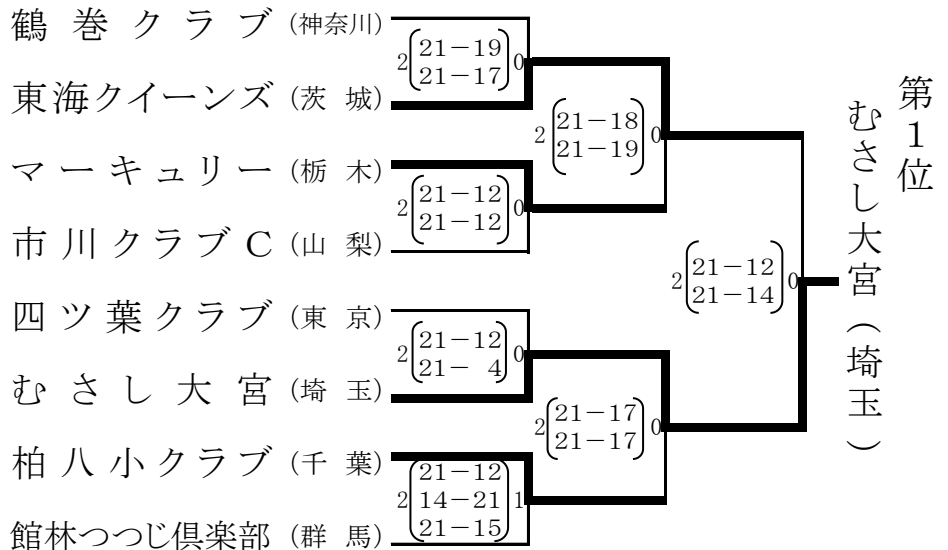 鶴巻クラブ (神奈川)
2 21-19 0
21-17
東海クイーンズ (茨城)
2 21-18 0
21-19
マーキュリー (栃木)
2 21-12 0
21-12
市川クラブC (山梨)
2 21-12 0
21-14
四ツ葉クラブ (東京)
2 21-12 0
21- 4
むさし大宮 (埼玉)
2 21-17 0
21-17
柏八小クラブ (千葉)
2 21-12 1
14-21
21-15
館林つつじ倶楽部 (群馬)
第1位
むさし大宮(埼玉)